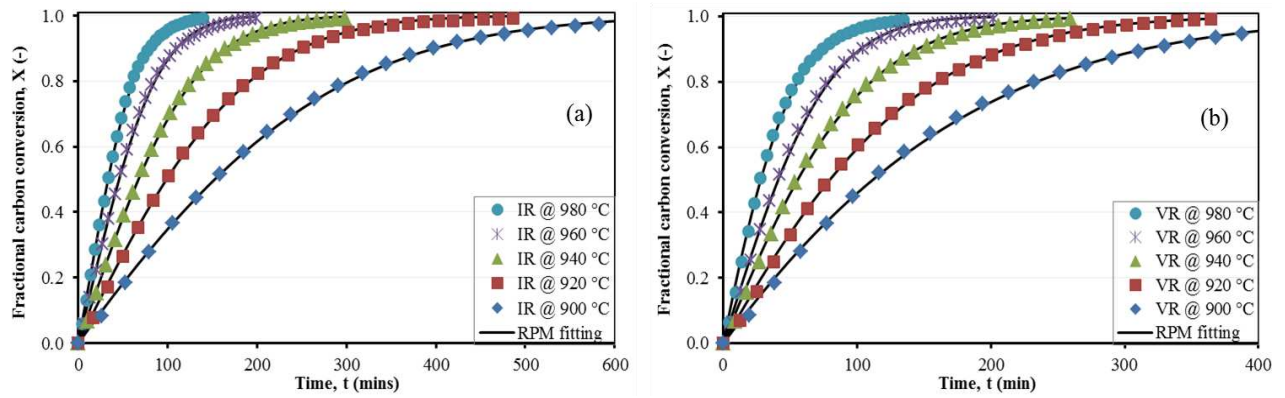 Fractional carbon conversion, X (-)
1.0
0.8
0.6
0.4
0.2
0.0
0 100 200 300 400 500 600
Time, t (mins)
(a)
IR @ 980 °C
IR @ 960 °C
IR @ 940 °C
IR @ 920 °C
IR @ 900 °C
RPM fitting
Fractional carbon conversion, X (-)
1.0
0.8
0.6
0.4
0.2
0.0
0 100 200 300 400
Time, t (min)
(b)
VR @ 980 °C
VR @ 960 °C
VR @ 940 °C
VR @ 920 °C
VR @ 900 °C
RPM fitting